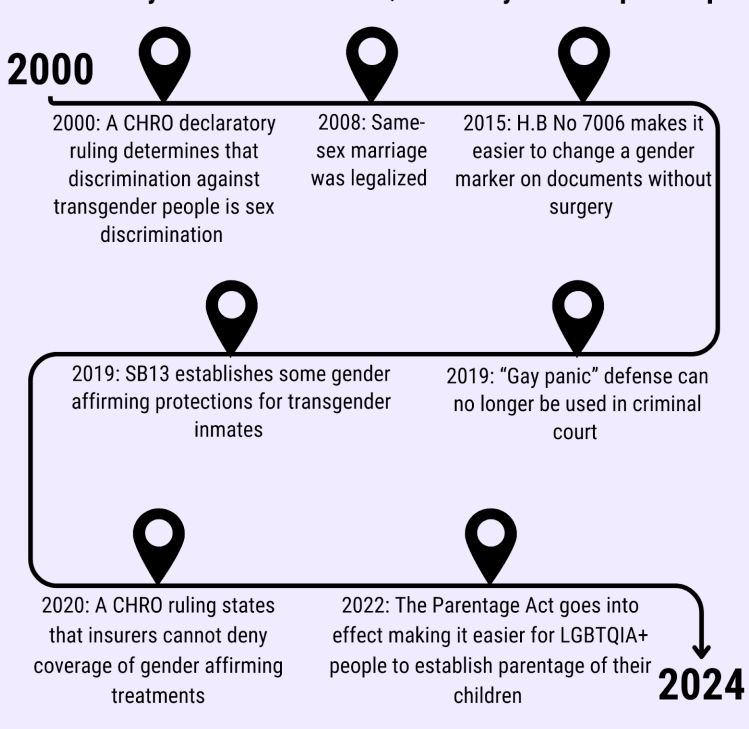 2000
2000: A CHRO declaratory
ruling determines that
discrimination against
transgender people is sex
discrimination
2008: Same-
sex marriage
was legalized
2015: H.B No 7006 makes it
easier to change a gender
marker on documents without
surgery
2019: “Gay panic” defense can
no longer be used in criminal
court
2019: SB13 establishes some gender
affirming protections for transgender
inmates
2020: A CHRO ruling states
that insurers cannot deny
coverage of gender affirming
treatments
2022: The Parentage Act goes into
effect making it easier for LGBTQIA+
people to establish parentage of their
children
2024